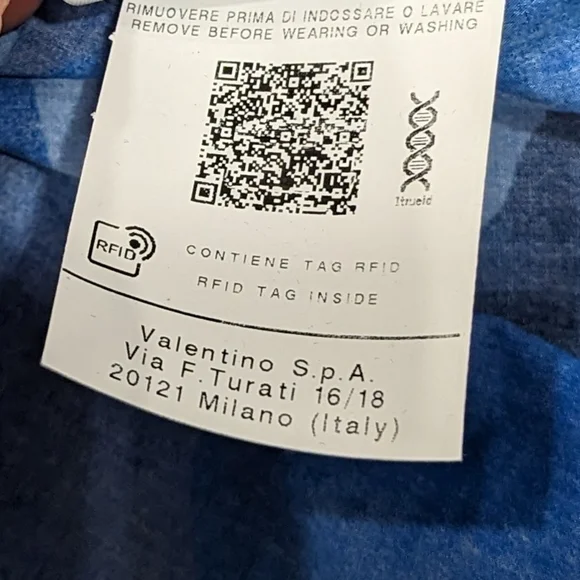 RIMUOVERE PRIMA DI INDOSSARE O LAVARE
REMOVE BEFORE WEARING OR WASHING
1trueid
RFID
CONTIENE TAG RFID
RFID TAG INSIDE
Valentino S.p.A.
Via F.Turati 16/18
20121 Milano (Italy)